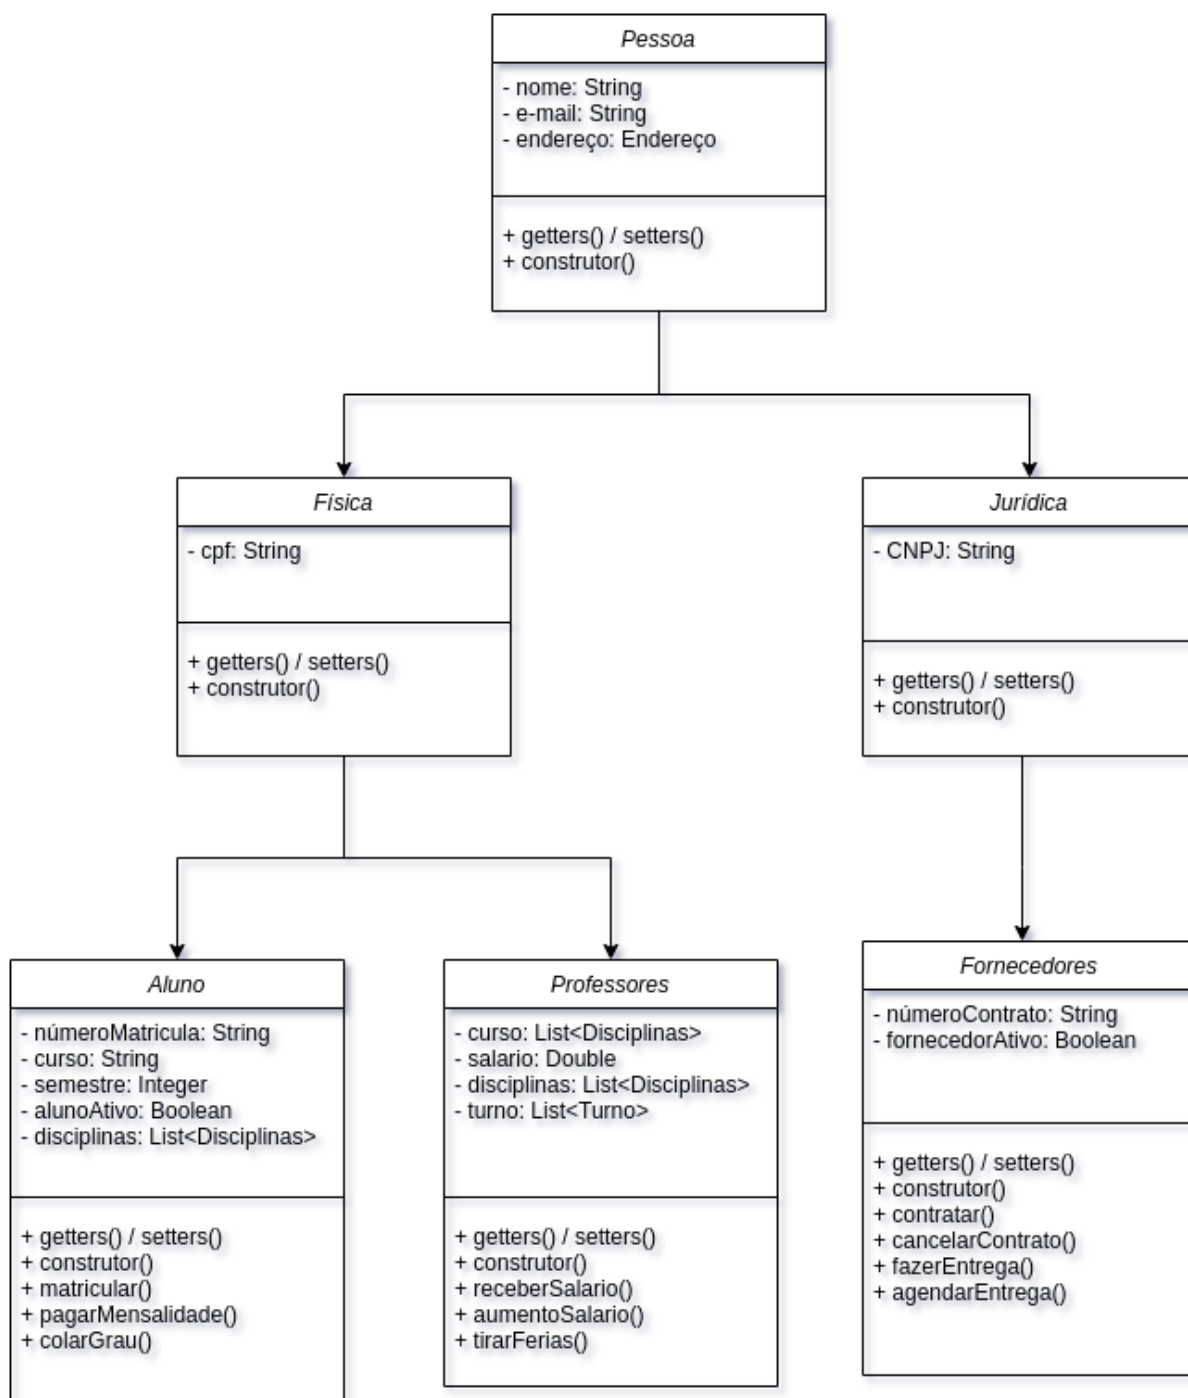 Pessoa
- nome: String
- e-mail: String
- endereço: Endereço
+ getters() / setters()
+ construtor()
Física
- cpf: String
+ getters() / setters()
+ construtor()
Jurídica
- CNPJ: String
+ getters() / setters()
+ construtor()
Aluno
- númeroMatricula: String
- curso: String
- semestre: Integer
- alunoAtivo: Boolean
- disciplinas: List<Disciplinas>
+ getters() / setters()
+ construtor()
+ matricular()
+ pagarMensalidade()
+ colarGrau()
Professores
- curso: List<Disciplinas>
- salario: Double
- disciplinas: List<Disciplinas>
- turno: List<Turno>
+ getters() / setters()
+ construtor()
+ receberSalario()
+ aumentoSalario()
+ tirarFerias()
Fornecedores
- númeroContrato: String
- fornecedorAtivo: Boolean
+ getters() / setters()
+ construtor()
+ contratar()
+ cancelarContrato()
+ fazerEntrega()
+ agendarEntrega()